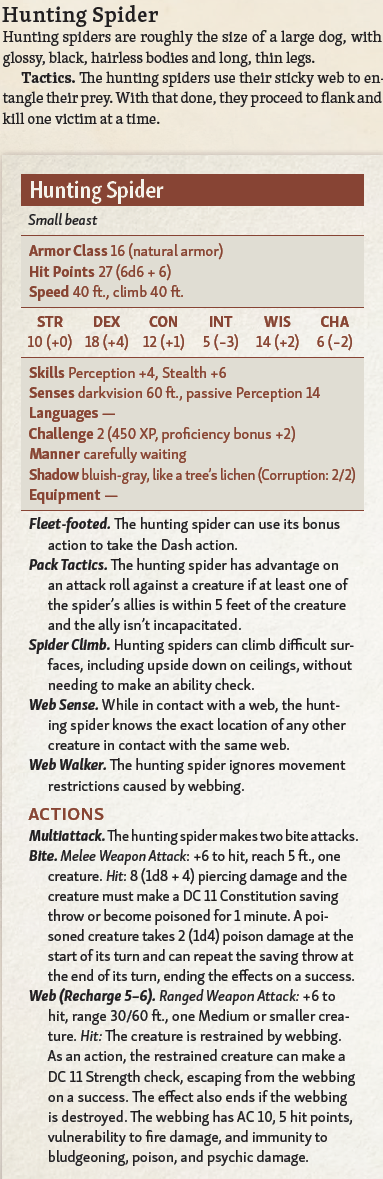 Hunting Spider
Hunting spiders are roughly the size of a large dog, with
glossy, black, hairless bodies and long, thin legs.
Tactics. The hunting spiders use their sticky web to en-
tangle their prey. With that done, they proceed to flank and
kill one victim at a time.
Hunting Spider
Small beast
Armor Class 16 (natural armor)
Hit Points 27 (6d6 + 6)
Speed 40 ft., climb 40 ft.
STR DEX CON INT WIS CHA
10 (+0) 18 (+4) 12 (+1) 5 (−3) 14 (+2) 6 (−2)
Skills Perception +4, Stealth +6
Senses darkvision 60 ft., passive Perception 14
Languages —
Challenge 2 (450 XP, proficiency bonus +2)
Manner carefully waiting
Shadow bluish-gray, like a tree's lichen (Corruption: 2/2)
Equipment —
Fleet-footed. The hunting spider can use its bonus
action to take the Dash action.
Pack Tactics. The hunting spider has advantage on
an attack roll against a creature if at least one of
the spider's allies is within 5 feet of the creature
and the ally isn't incapacitated.
Spider Climb. Hunting spiders can climb difficult sur-
faces, including upside down on ceilings, without
needing to make an ability check.
Web Sense. While in contact with a web, the hunt-
ing spider knows the exact location of any other
creature in contact with the same web.
Web Walker. The hunting spider ignores movement
restrictions caused by webbing.
ACTIONS
Multiattack. The hunting spider makes two bite attacks.
Bite. Melee Weapon Attack: +6 to hit, reach 5 ft., one
creature. Hit: 8 (1d8 + 4) piercing damage and the
creature must make a DC 11 Constitution saving
throw or become poisoned for 1 minute. A poi-
soned creature takes 2 (1d4) poison damage at the
start of its turn and can repeat the saving throw at
the end of its turn, ending the effects on a success.
Web (Recharge 5–6). Ranged Weapon Attack: +6 to
hit, range 30/60 ft., one Medium or smaller crea-
ture. Hit: The creature is restrained by webbing.
As an action, the restrained creature can make a
DC 11 Strength check, escaping from the webbing
on a success. The effect also ends if the webbing
is destroyed. The webbing has AC 10, 5 hit points,
vulnerability to fire damage, and immunity to
bludgeoning, poison, and psychic damage.